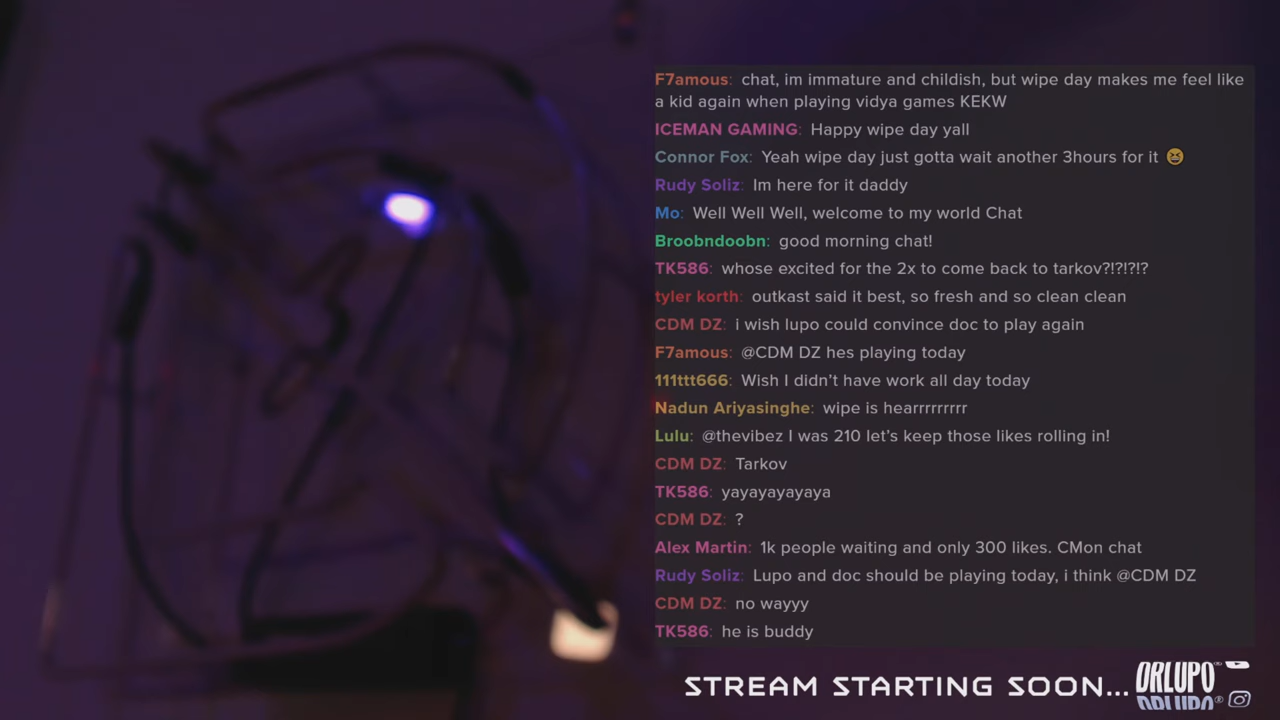 F7amous: chat, im immature and childish, but wipe day makes me feel like
a kid again when playing vidya games KEKW
ICEMAN GAMING: Happy wipe day yall
Connor Fox: Yeah wipe day just gotta wait another 3hours for it 😆
Rudy Soliz: Im here for it daddy
Mo: Well Well Well, welcome to my world Chat
Broobndoobn: good morning chat!
TK586: whose excited for the 2x to come back to tarkov?!?!?!?
tyler korth: outkast said it best, so fresh and so clean clean
CDM DZ: i wish lupo could convince doc to play again
F7amous: @CDM DZ hes playing today
111ttt666: Wish I didn't have work all day today
Nadun Ariyasinghe: wipe is hearrrrrrrrr
Lulu: @thevibez I was 210 let's keep those likes rolling in!
CDM DZ: Tarkov
TK586: yayayayayaya
CDM DZ: ?
Alex Martin: 1k people waiting and only 300 likes. CMon chat
Rudy Soliz: Lupo and doc should be playing today, i think @CDM DZ
CDM DZ: no wayyy
TK586: he is buddy
STREAM STARTING SOON... DRLUPO®
DRLUPO®